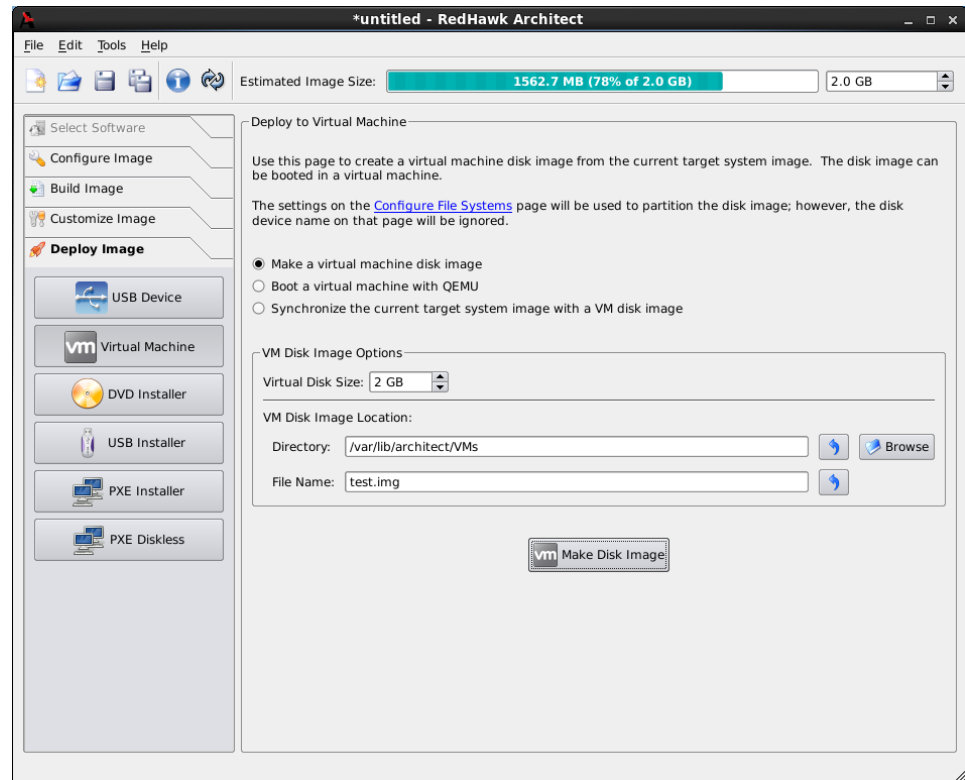 *untitled - RedHawk Architect
File Edit Tools Help
Estimated Image Size: 1562.7 MB (78% of 2.0 GB) 2.0 GB
Select Software
Configure Image
Build Image
Customize Image
Deploy Image
USB Device
vm Virtual Machine
DVD Installer
USB Installer
PXE Installer
PXE Diskless
Deploy to Virtual Machine
Use this page to create a virtual machine disk image from the current target system image. The disk image can
be booted in a virtual machine.
The settings on the Configure File Systems page will be used to partition the disk image; however, the disk
device name on that page will be ignored.
Make a virtual machine disk image
Boot a virtual machine with QEMU
Synchronize the current target system image with a VM disk image
VM Disk Image Options
Virtual Disk Size: 2 GB
VM Disk Image Location:
Directory: /var/lib/architect/VMs Browse
File Name: test.img
vm Make Disk Image